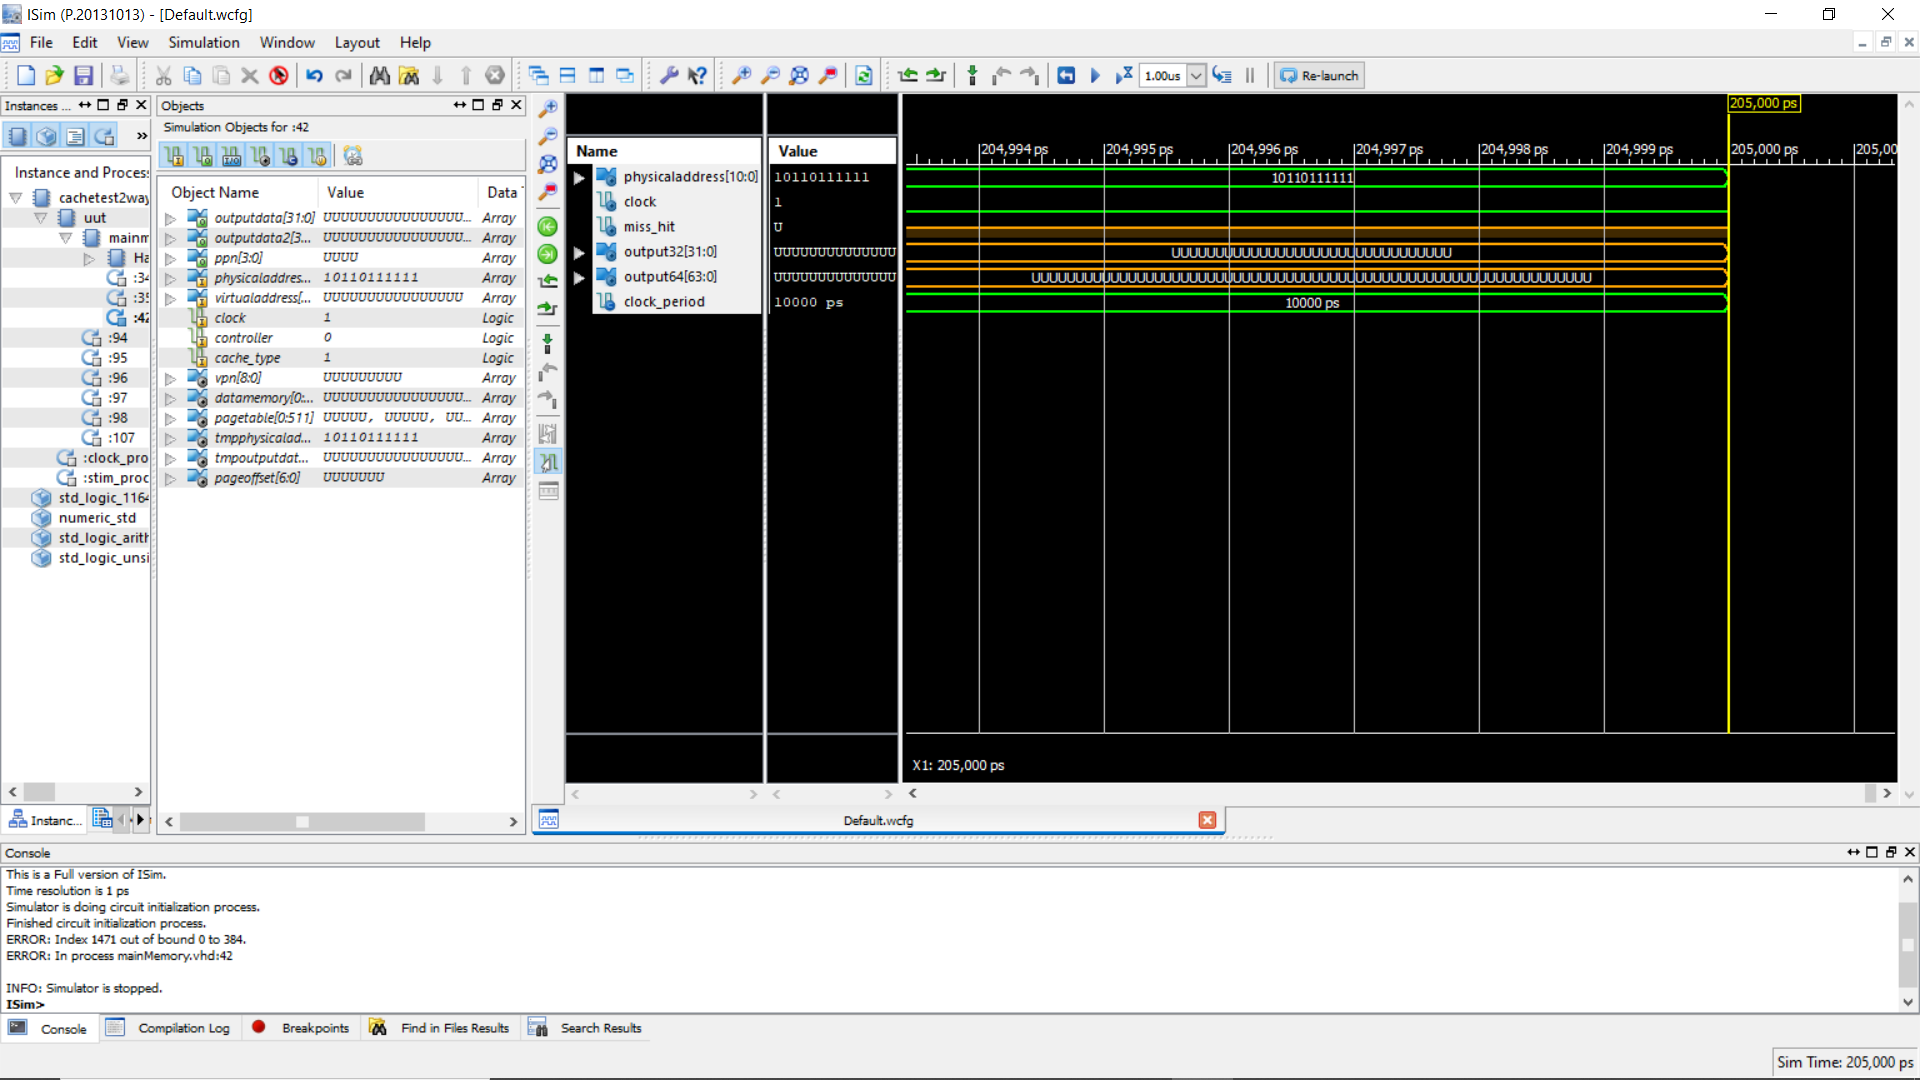 ISim (P.20131013) - [Default.wcfg]
File Edit View Simulation Window Layout Help
1.00us Re-launch
Instances ...
Instance and Process
cachetest2way
uut
mainm
Ha
:34
:35
:42
:94
:95
:96
:97
:98
:107
:clock_pro
:stim_proc
std_logic_1164
numeric_std
std_logic_arith
std_logic_unsi
Instanc...
Objects
Simulation Objects for :42
Object Name Value Data
outputdata[31:0] UUUUUUUUUUUUUUUU... Array
outputdata2[3... UUUUUUUUUUUUUUUU... Array
ppn[3:0] UUUU Array
physicaladdres... 10110111111 Array
virtualaddress[... UUUUUUUUUUUUUUUU Array
clock 1 Logic
controller 0 Logic
cache_type 1 Logic
vpn[8:0] UUUUUUUUU Array
datamemory[0:... UUUUUUUUUUUUUUUU... Array
pagetable[0:511] UUUUU, UUUUU, UU... Array
tmpphysicalad... 10110111111 Array
tmpoutputdat... UUUUUUUUUUUUUUUU... Array
pageoffset[6:0] UUUUUUU Array
Name Value
physicaladdress[10:0] 10110111111
clock 1
miss_hit U
output32[31:0] UUUUUUUUUUUUUU
output64[63:0] UUUUUUUUUUUUUU
clock_period 10000 ps
205,000 ps
204,994 ps 204,995 ps 204,996 ps 204,997 ps 204,998 ps 204,999 ps 205,000 ps 205,00
10110111111
UUUUUUUUUUUUUUUUUUUUUUUUUUUUUUUU
UUUUUUUUUUUUUUUUUUUUUUUUUUUUUUUUUUUUUUUUUUUUUUUUUUUUUUUUUUUUUUUU
10000 ps
X1: 205,000 ps
Default.wcfg
Console
This is a Full version of ISim.
Time resolution is 1 ps
Simulator is doing circuit initialization process.
Finished circuit initialization process.
ERROR: Index 1471 out of bound 0 to 384.
ERROR: In process mainMemory.vhd:42
INFO: Simulator is stopped.
ISim>
Console Compilation Log Breakpoints Find in Files Results Search Results
Sim Time: 205,000 ps